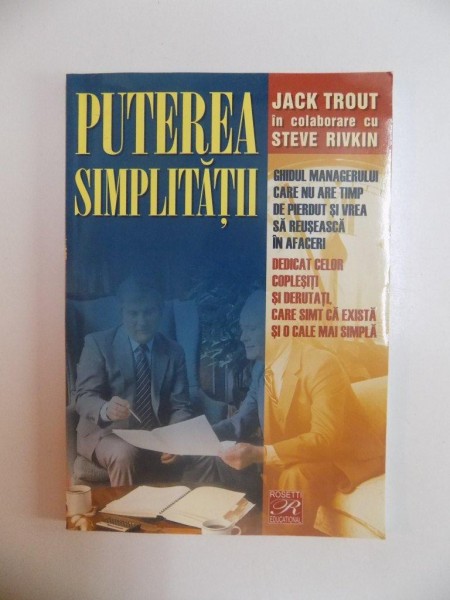 PUTEREA
SIMPLITĂȚII
JACK TROUT
în colaborare cu
STEVE RIVKIN
GHIDUL MANAGERULUI
CARE NU ARE TIMP
DE PIERDUT ȘI VREA
SĂ REUȘEASCĂ
ÎN AFACERI
DEDICAT CELOR
COPLEȘIȚI
ȘI DERUTAȚI,
CARE SIMT CĂ EXISTĂ
ȘI O CALE MAI SIMPLĂ
ROSETTI
R
EDUCATIONAL